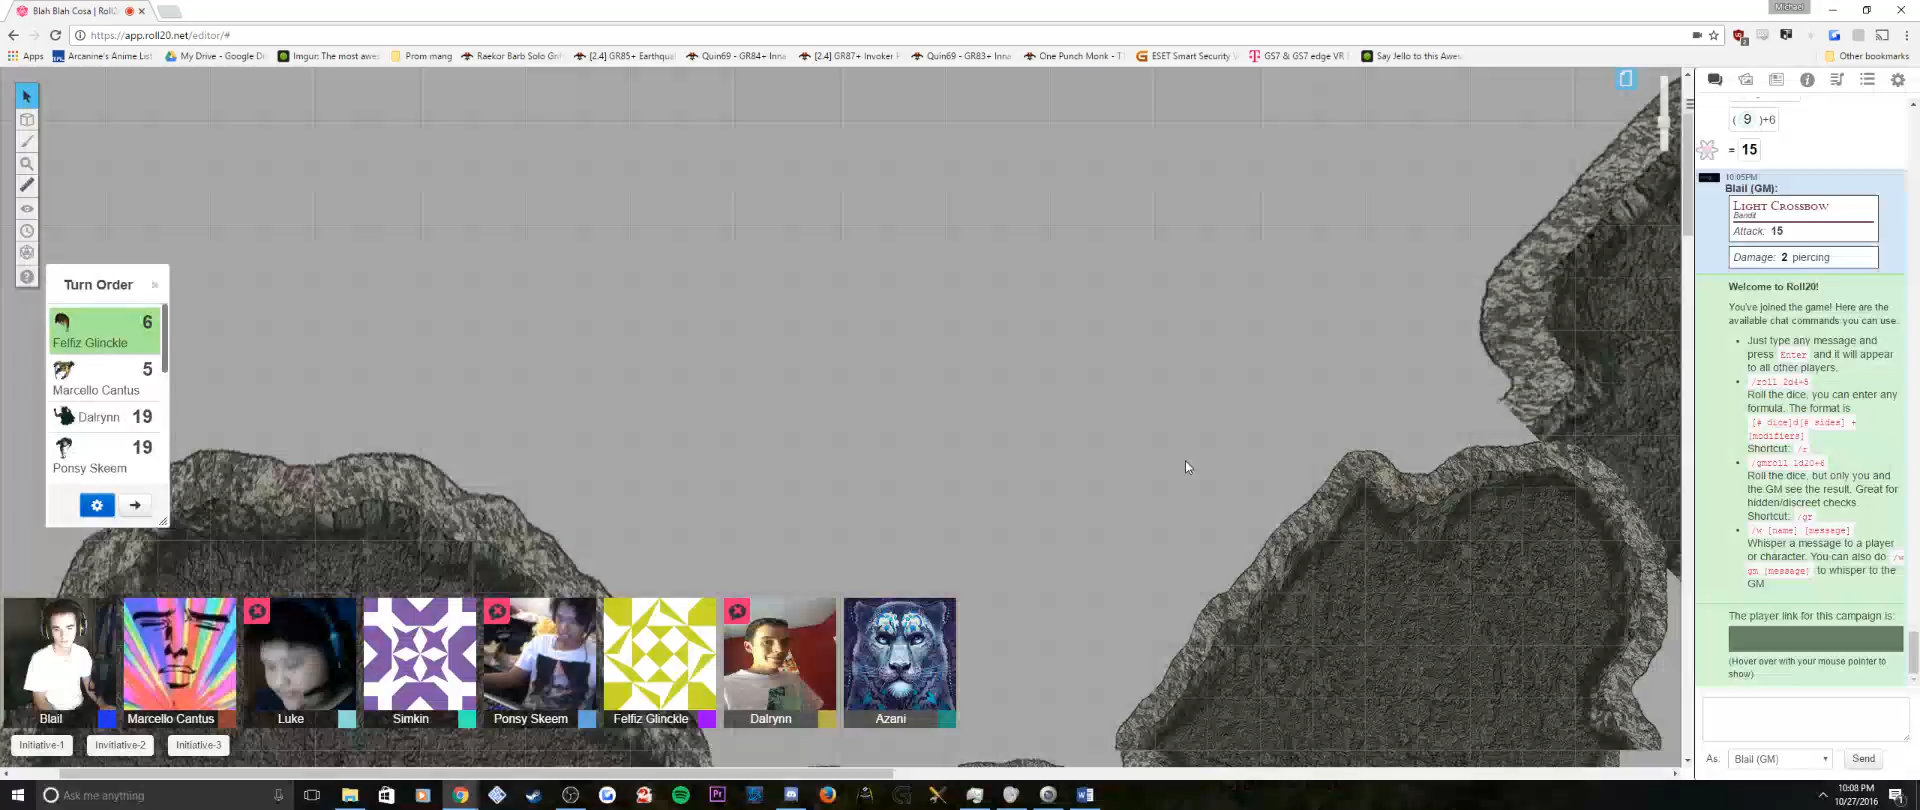 Blah Blah Cosa | Roll2
Michael
https://app.roll20.net/editor/#
Apps
Arcanine's Anime List
My Drive - Google Dr
Imgur: The most awes
Prom mang
Raekor Barb Solo Gri
[2.4] GR85+ Earthqual
Quin69 - GR84+ Inna
[2.4] GR87+ Invoker
Quin69 - GR83+ Inna
One Punch Monk - T
ESET Smart Security
GS7 & GS7 edge VR
Say Jello to this Awes
Other bookmarks
(9)+6
= 15
10:05PM
Blail (GM):
Light Crossbow
Bandit
Attack: 15
Damage: 2 piercing
Welcome to Roll20!
You've joined the game! Here are the
available chat commands you can use.
• Just type any message and
press Enter and it will appear
to all other players.
• /roll 2d4+5
Roll the dice, you can enter any
formula. The format is
[# dice]d[# sides] +
[modifiers]
Shortcut: /r
• /gmroll 1d20+6
Roll the dice, but only you and
the GM see the result. Great for
hidden/discreet checks.
Shortcut: /gr
• /w [name] [message]
Whisper a message to a player
or character. You can also do /w
gm [message] to whisper to the
GM
The player link for this campaign is:
(Hover over with your mouse pointer to
show)
As: Blail (GM) Send
Turn Order
6
Felfiz Glinckle
5
Marcello Cantus
Dalrynn 19
19
Ponsy Skeem
Blail
Marcello Cantus
Luke
Simkin
Ponsy Skeem
Felfiz Glinckle
Dalrynn
Azani
Initiative-1
Invitiative-2
Initiative-3
Ask me anything
10:08 PM
10/27/2016